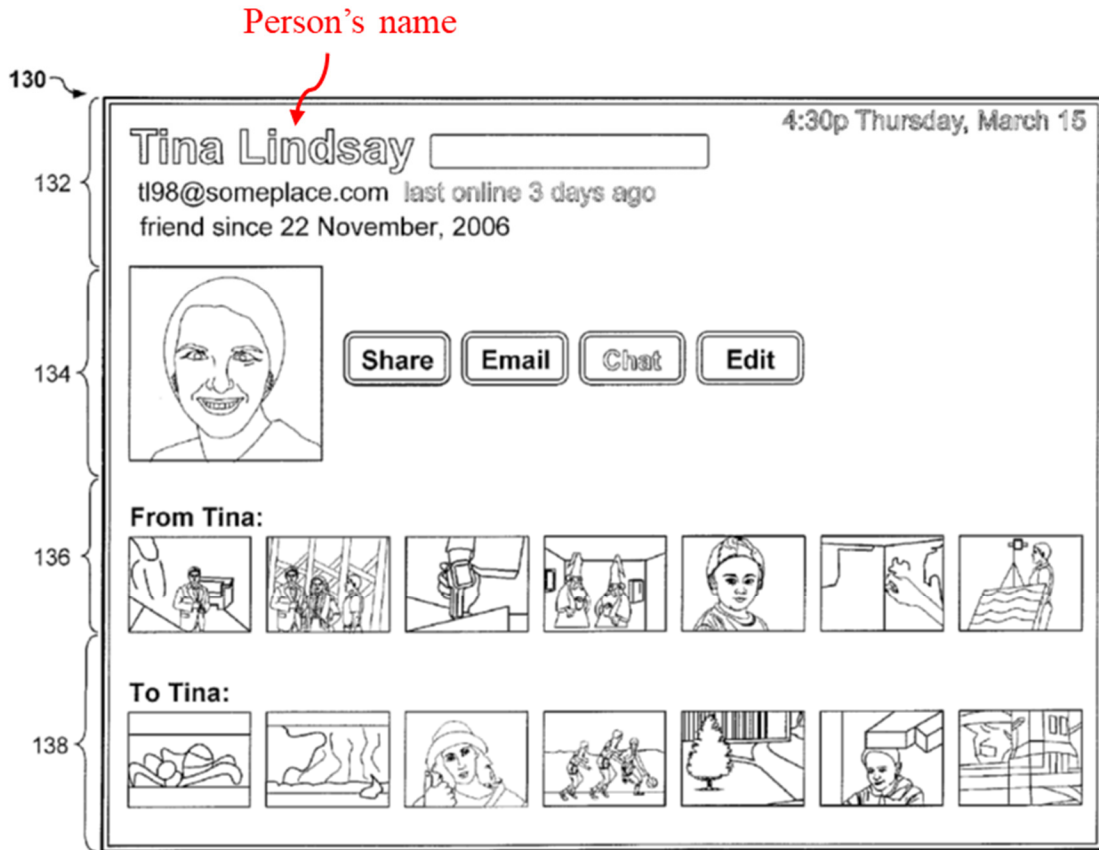 Person's name
130
4:30p Thursday, March 15
Tina Lindsay
132
tl98@someplace.com last online 3 days ago
friend since 22 November, 2006
134
Share Email Chat Edit
From Tina:
136
To Tina:
138